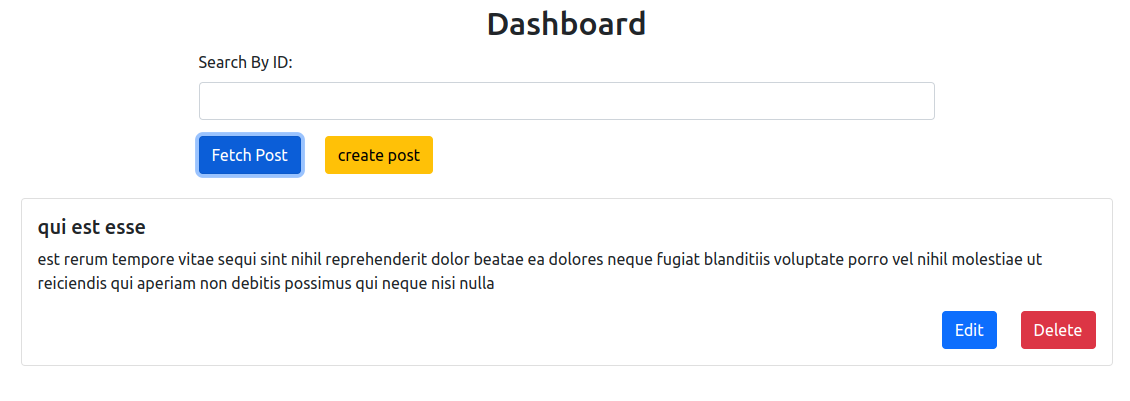 Dashboard
Search By ID:
Fetch Post
create post
qui est esse
est rerum tempore vitae sequi sint nihil reprehenderit dolor beatae ea dolores neque fugiat blanditiis voluptate porro vel nihil molestiae ut
reiciendis qui aperiam non debitis possimus qui neque nisi nulla
Edit
Delete